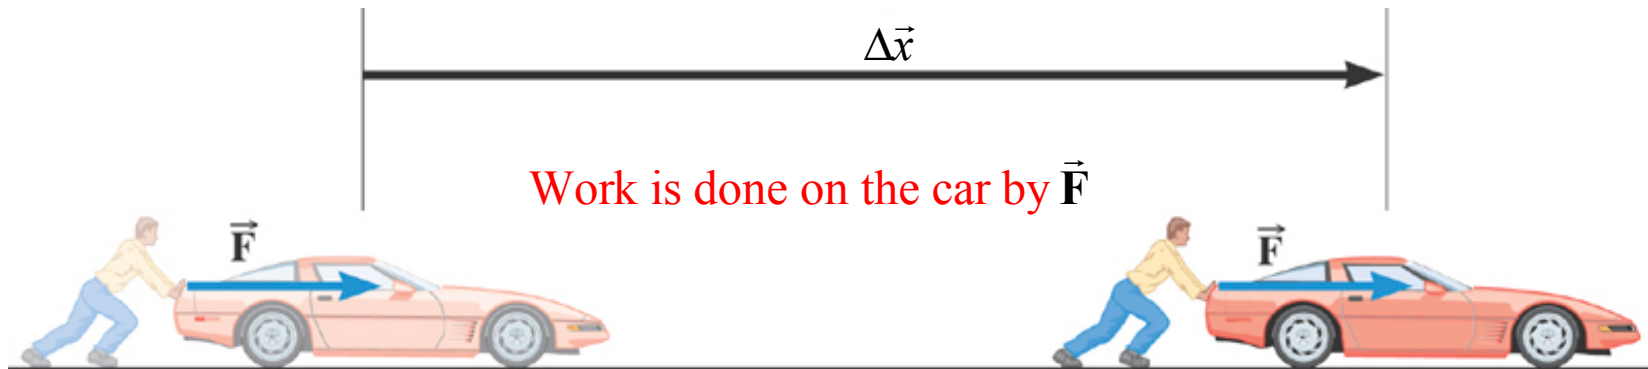 Δx⃗
Work is done on the car by F⃗
F⃗
F⃗